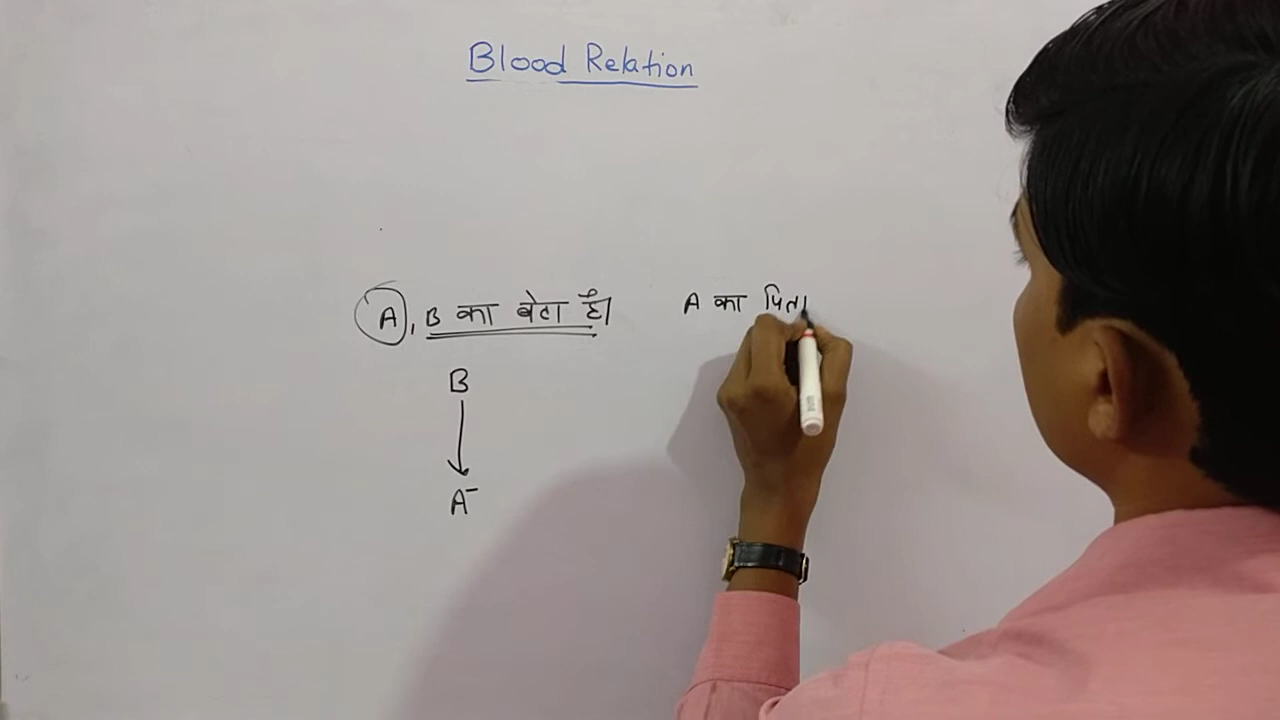 Blood Relation
A, B का बेटा है।
A का पिता
B
A-